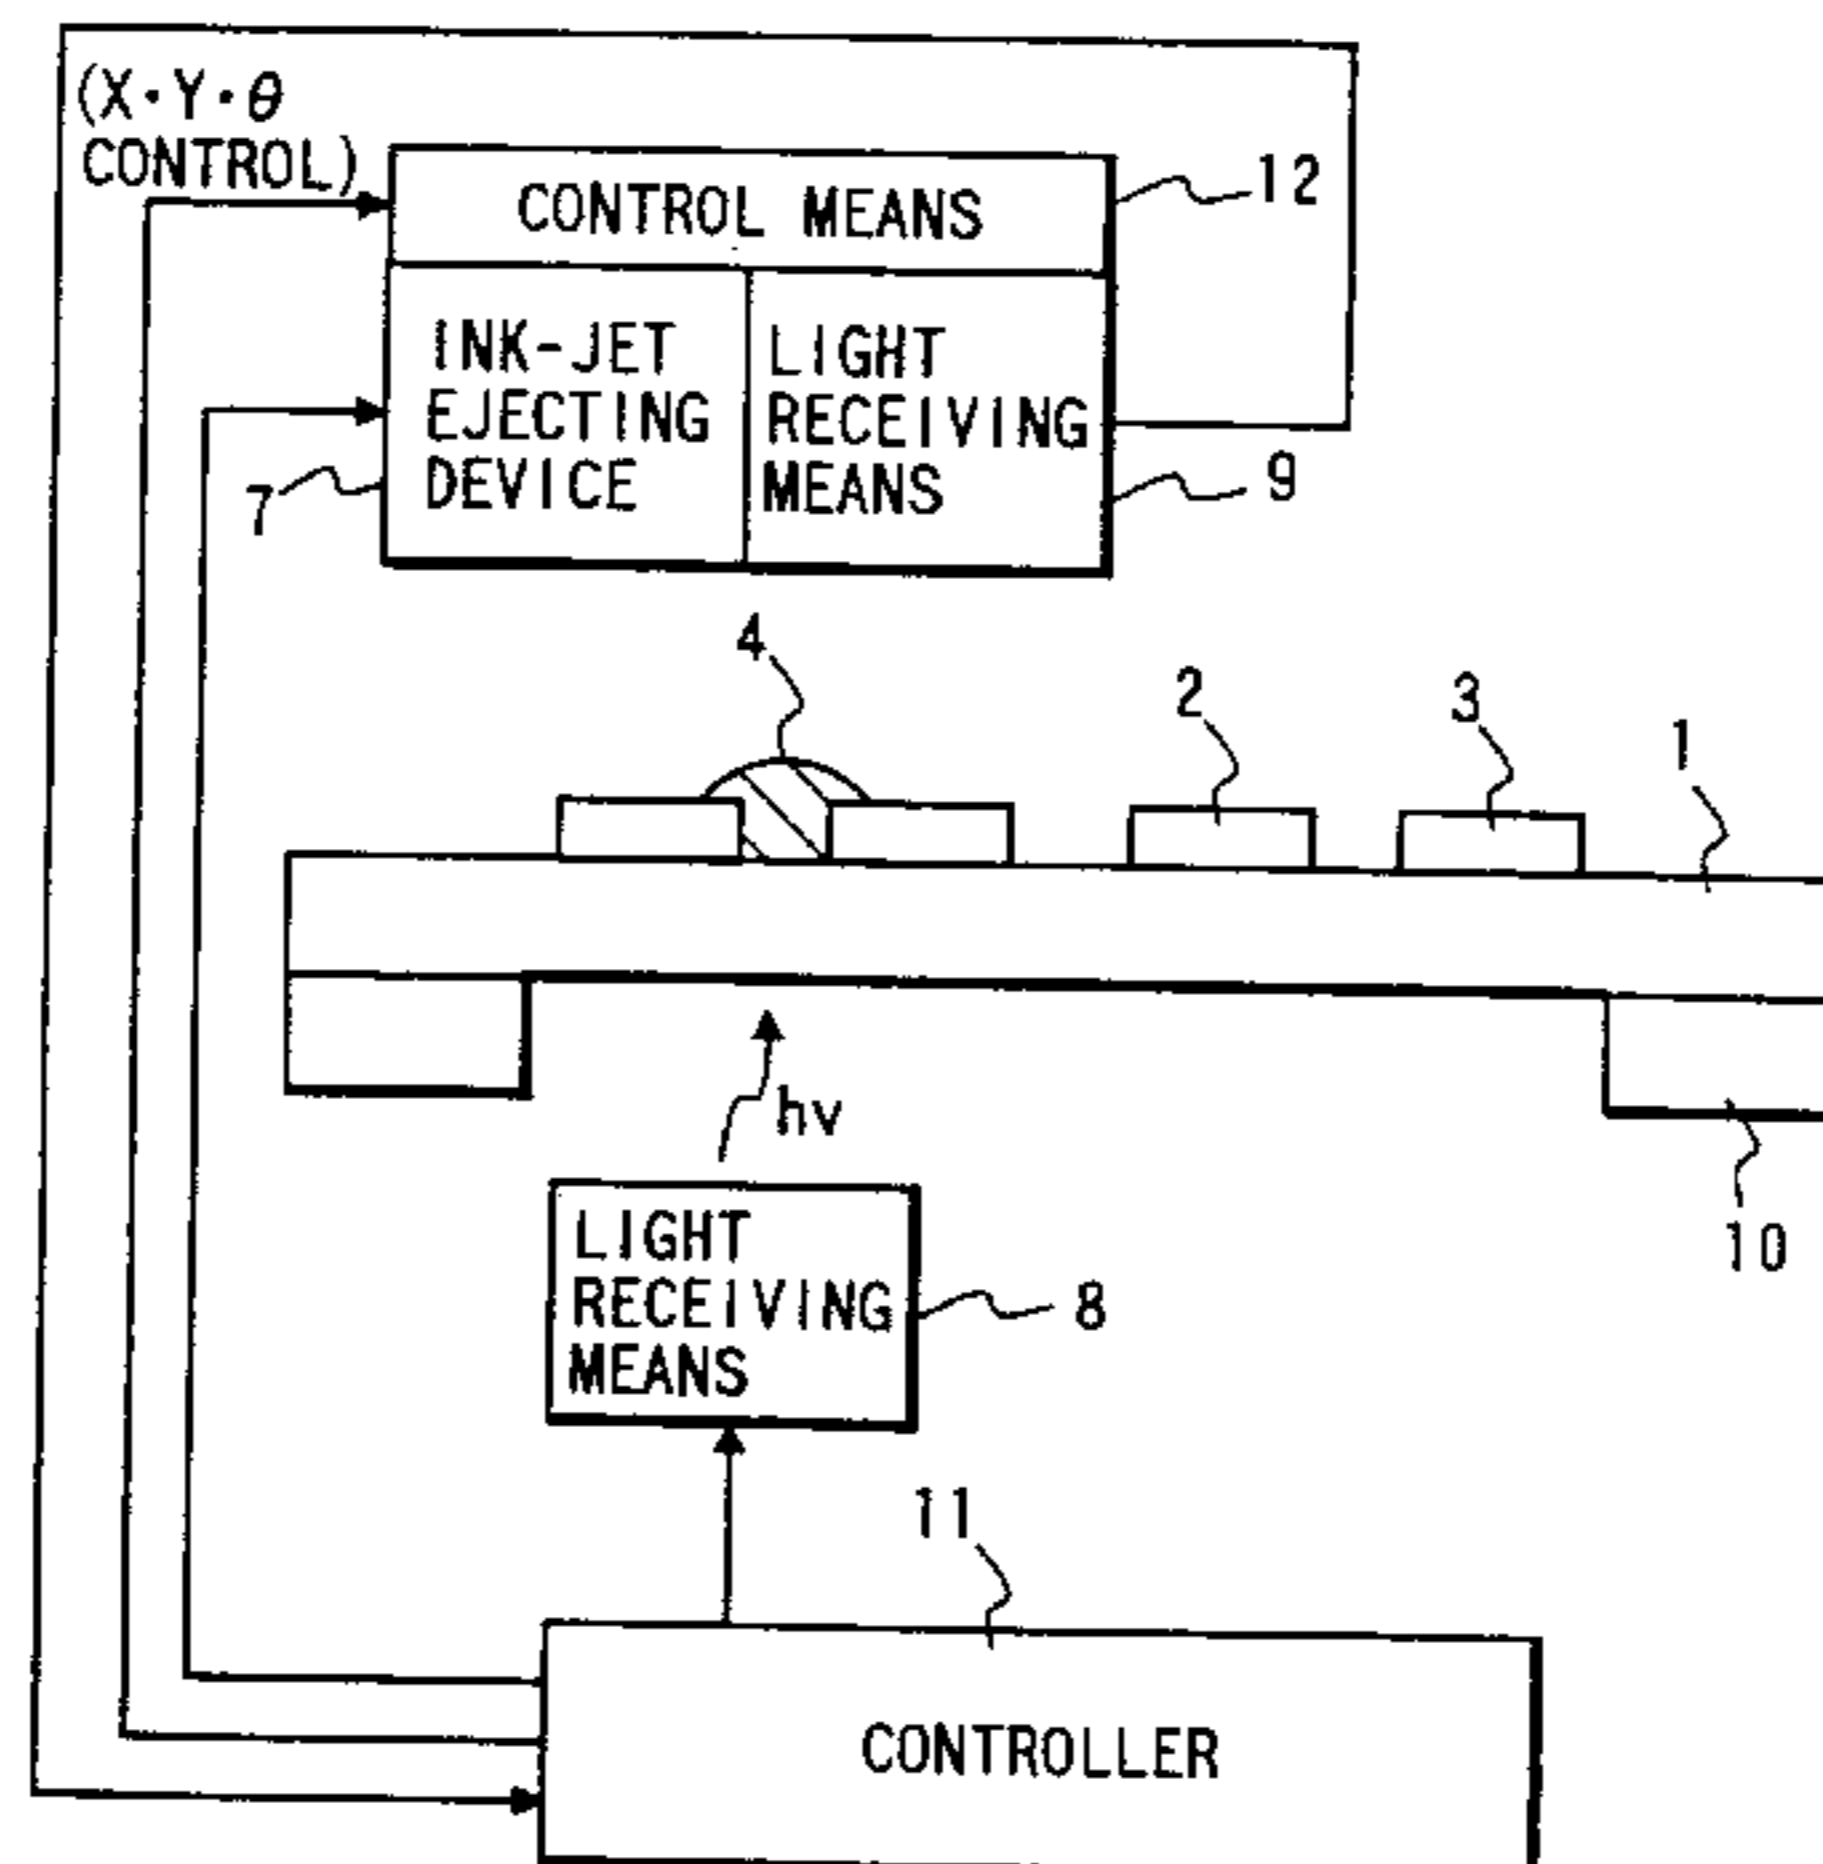 (X·Y·θ
CONTROL)
CONTROL MEANS
12
INK-JET
EJECTING
DEVICE
LIGHT
RECEIVING
MEANS
7
9
4
2
3
1
hν
10
LIGHT
RECEIVING
MEANS
8
11
CONTROLLER